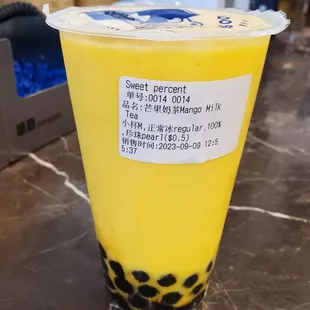 Sweet percent
单号:0014 0014
品名:芒果奶茶Mango Milk
Tea
小杯M,正常冰regular,100%
,珍珠pearl($0.5)
销售时间:2023-09-09 12:5
5:37